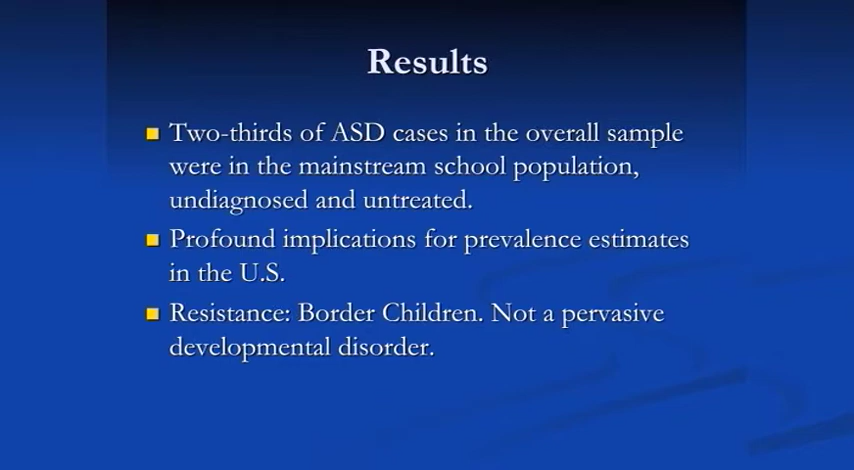 Results
Two-thirds of ASD cases in the overall sample
were in the mainstream school population,
undiagnosed and untreated.
Profound implications for prevalence estimates
in the U.S.
Resistance: Border Children. Not a pervasive
developmental disorder.